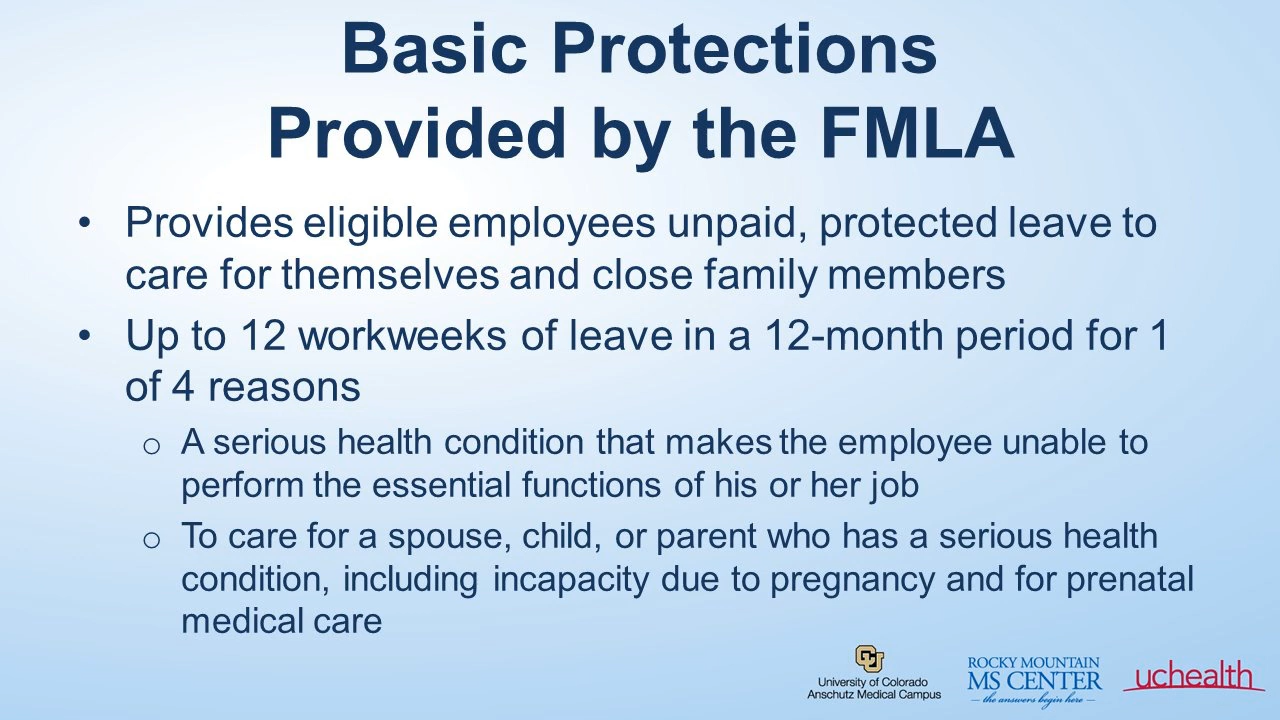 Basic Protections
Provided by the FMLA
• Provides eligible employees unpaid, protected leave to
care for themselves and close family members
• Up to 12 workweeks of leave in a 12-month period for 1
of 4 reasons
o A serious health condition that makes the employee unable to
perform the essential functions of his or her job
o To care for a spouse, child, or parent who has a serious health
condition, including incapacity due to pregnancy and for prenatal
medical care
CU
University of Colorado
Anschutz Medical Campus
ROCKY MOUNTAIN
MS CENTER
— the answers begin here —
uchealth